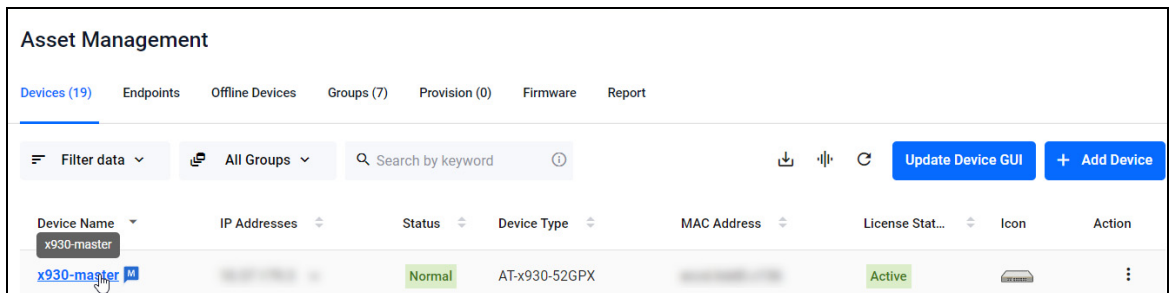 Asset Management
Devices (19) Endpoints Offline Devices Groups (7) Provision (0) Firmware Report
Filter data All Groups Search by keyword Update Device GUI + Add Device
Device Name IP Addresses Status Device Type MAC Address License Stat... Icon Action
x930-master
x930-master M Normal AT-x930-52GPX Active